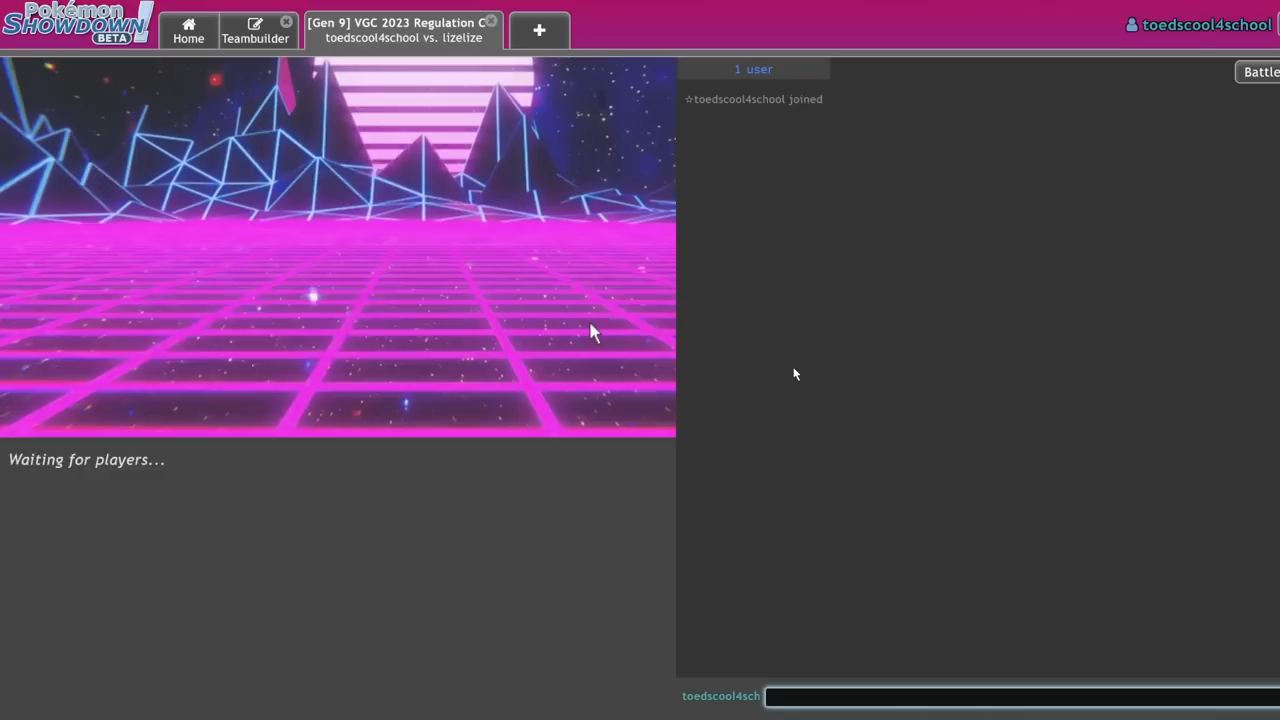 Pokémon
SHOWDOWN!
BETA
Home
Teambuilder
[Gen 9] VGC 2023 Regulation C
toedscool4school vs. lizelize
+
toedscool4school
1 user
Battle
☆toedscool4school joined
Waiting for players...
toedscool4sch